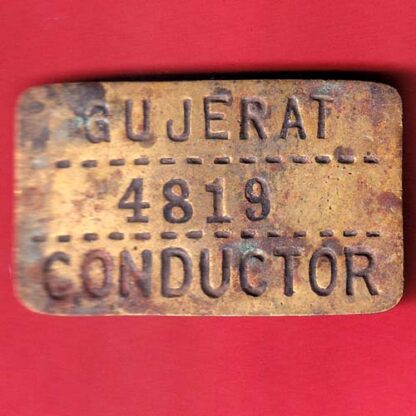 GUJERAT
4819
CONDUCTOR